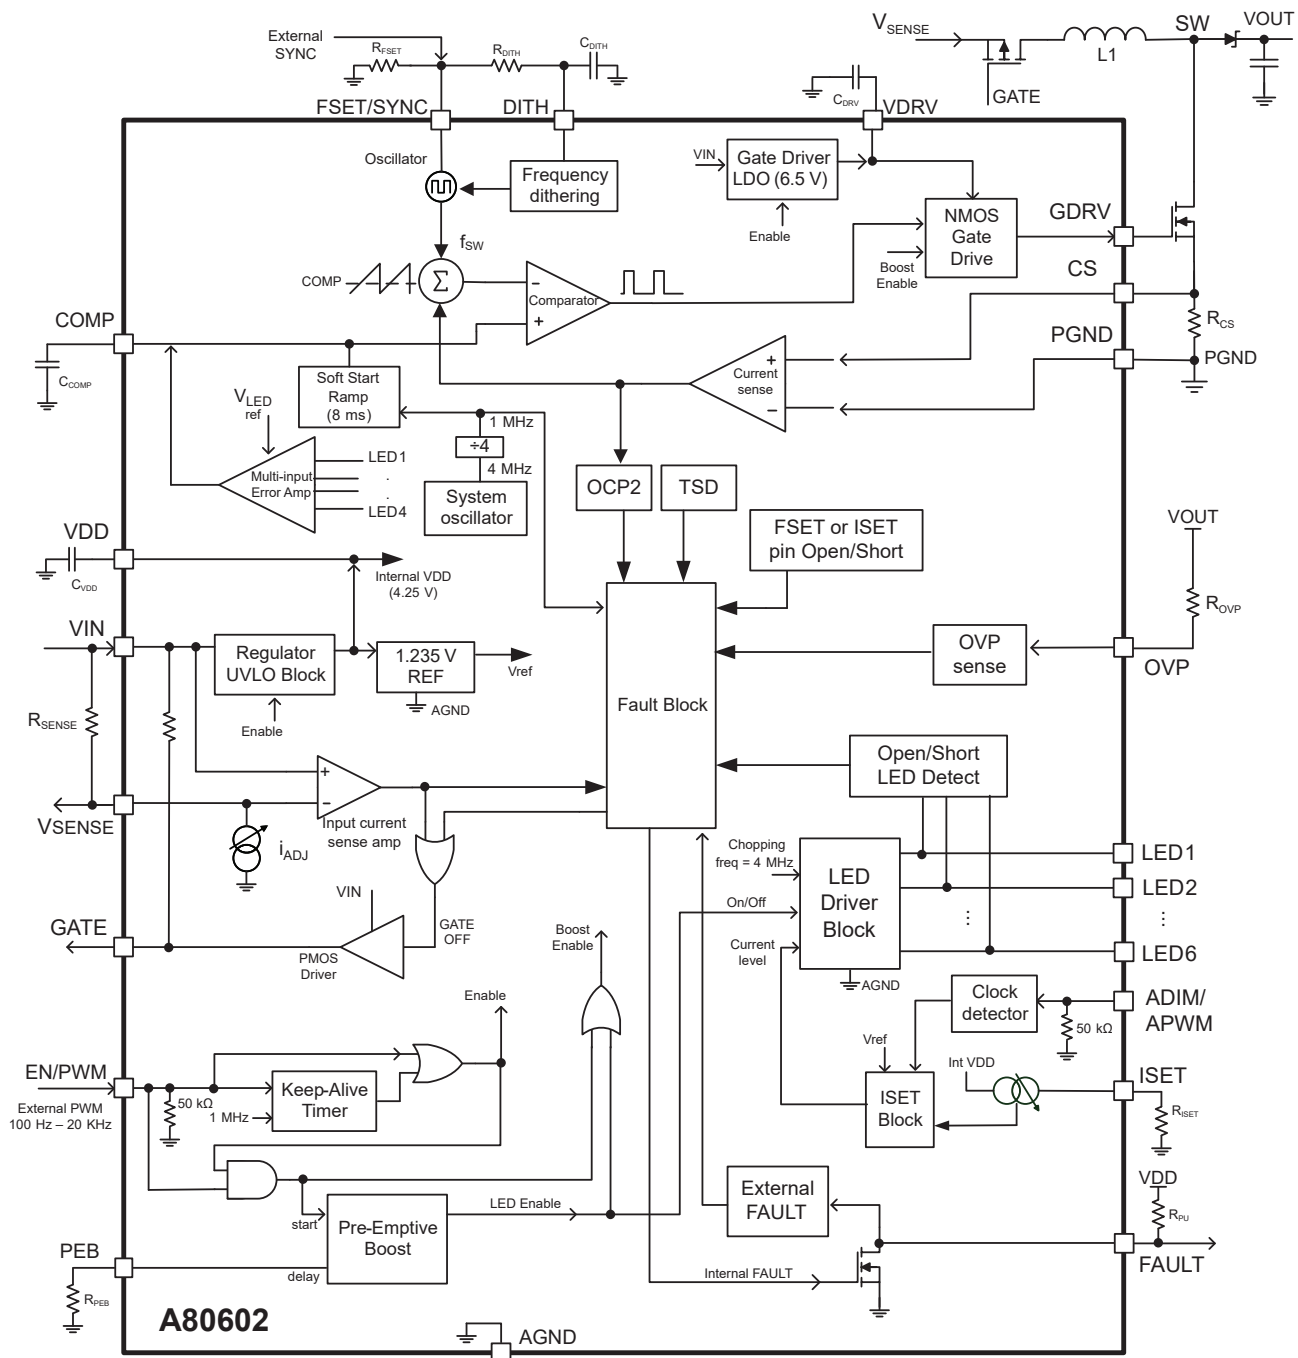 External
SYNC
RFSET
RDITH
CDITH
FSET/SYNC
DITH
CDRV
VDRV
VSENSE
GATE
L1
SW
VOUT
Oscillator
Frequency
dithering
VIN
Gate Driver
LDO (6.5 V)
Enable
NMOS
Gate
Drive
Boost
Enable
GDRV
CS
RCS
PGND
PGND
fSW
COMP
Σ
Comparator
−
+
COMP
CCOMP
Soft Start
Ramp
(8 ms)
+
Current
sense
−
VLED
ref
Multi-input
Error Amp
LED1
.
.
LED4
1 MHz
÷4
4 MHz
System
oscillator
OCP2
TSD
FSET or ISET
pin Open/Short
VOUT
ROVP
OVP
OVP
sense
VDD
CVDD
Internal VDD
(4.25 V)
VIN
Regulator
UVLO Block
Enable
1.235 V
REF
AGND
Vref
Fault Block
RSENSE
VSENSE
+
−
Input current
sense amp
iADJ
Open/Short
LED Detect
Chopping
freq = 4 MHz
On/Off
Current
level
LED
Driver
Block
AGND
LED1
LED2
⋮
⋮
LED6
GATE
VIN
PMOS
Driver
GATE
OFF
Boost
Enable
Enable
Clock
detector
50 kΩ
ADIM/
APWM
Vref
Int VDD
ISET
Block
ISET
RISET
EN/PWM
External PWM
100 Hz – 20 KHz
50 kΩ
1 MHz
Keep-Alive
Timer
start
Pre-Emptive
Boost
delay
LED Enable
External
FAULT
Internal FAULT
VDD
RPU
FAULT
PEB
RPEB
A80602
AGND